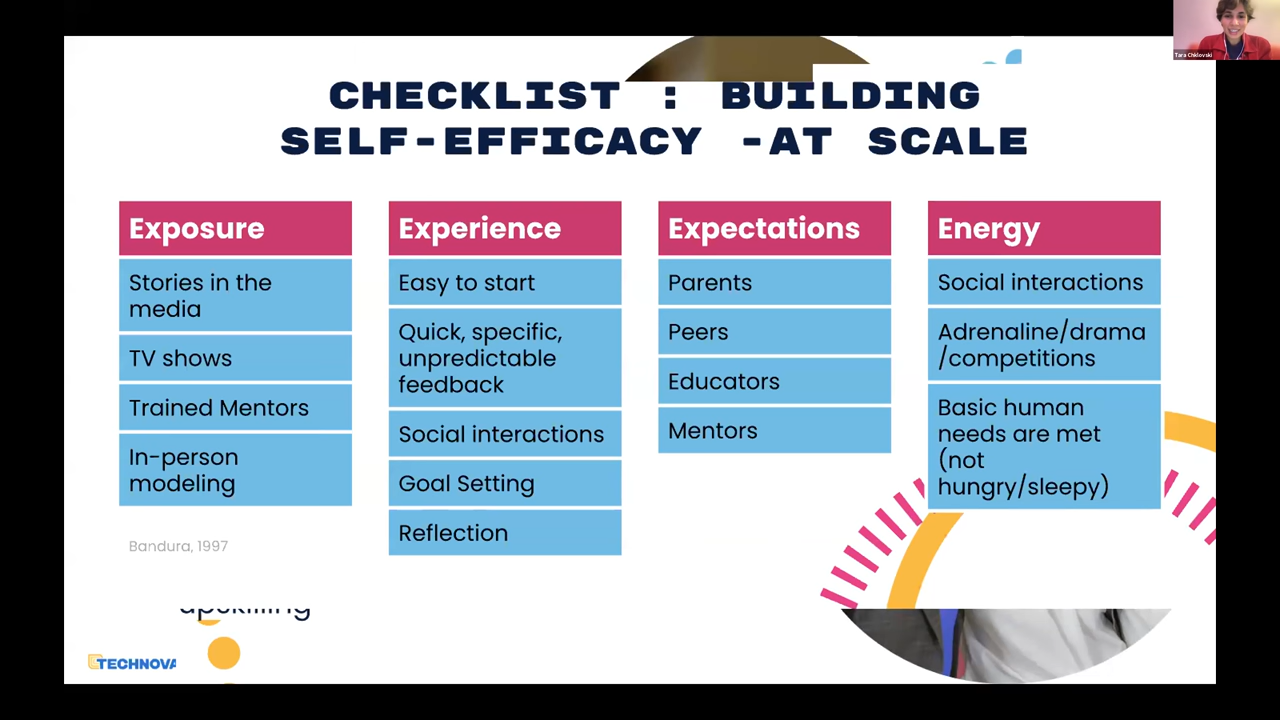 Tara Chklovski
CHECKLIST : BUILDING
SELF-EFFICACY -AT SCALE
Exposure
Stories in the
media
TV shows
Trained Mentors
In-person
modeling
Experience
Easy to start
Quick, specific,
unpredictable
feedback
Social interactions
Goal Setting
Reflection
Expectations
Parents
Peers
Educators
Mentors
Energy
Social interactions
Adrenaline/drama
/competitions
Basic human
needs are met
(not
hungry/sleepy)
Bandura, 1997
upskilling
TECHNOVA